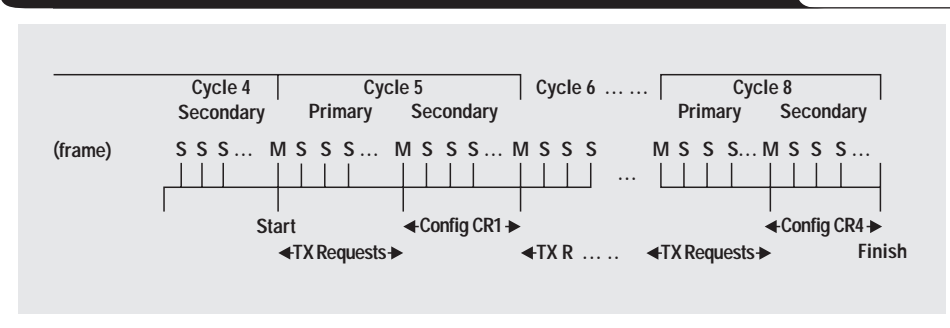 Cycle 4 Cycle 5 Cycle 6 ... ... Cycle 8
Secondary Primary Secondary Primary Secondary
(frame) S S S ... M S S S ... M S S S ... M S S S M S S S ... M S S S ...
...
Start Config CR1 Config CR4
TX Requests TX R ... .. TX Requests Finish